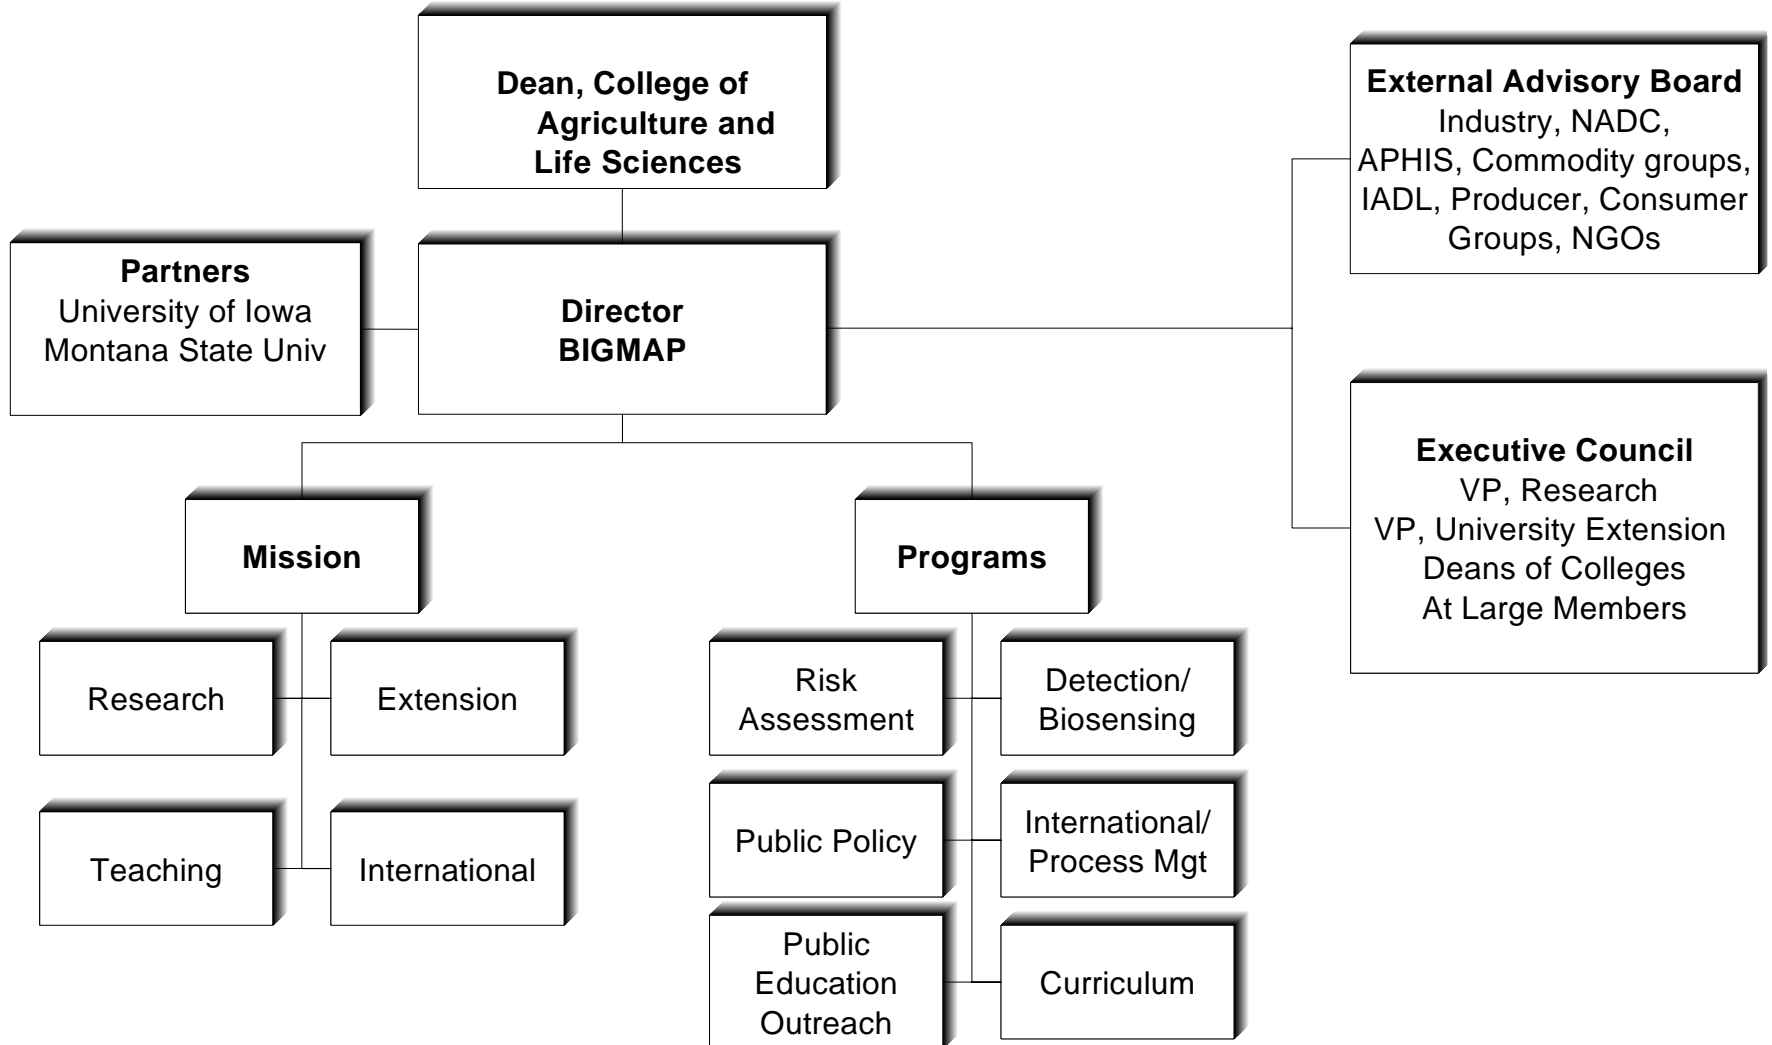 Dean, College of
Agriculture and
Life Sciences
External Advisory Board
Industry, NADC,
APHIS, Commodity groups,
IADL, Producer, Consumer
Groups, NGOs
Partners
University of Iowa
Montana State Univ
Director
BIGMAP
Executive Council
VP, Research
VP, University Extension
Deans of Colleges
At Large Members
Mission
Programs
Research
Extension
Teaching
International
Risk
Assessment
Detection/
Biosensing
Public Policy
International/
Process Mgt
Public
Education
Outreach
Curriculum